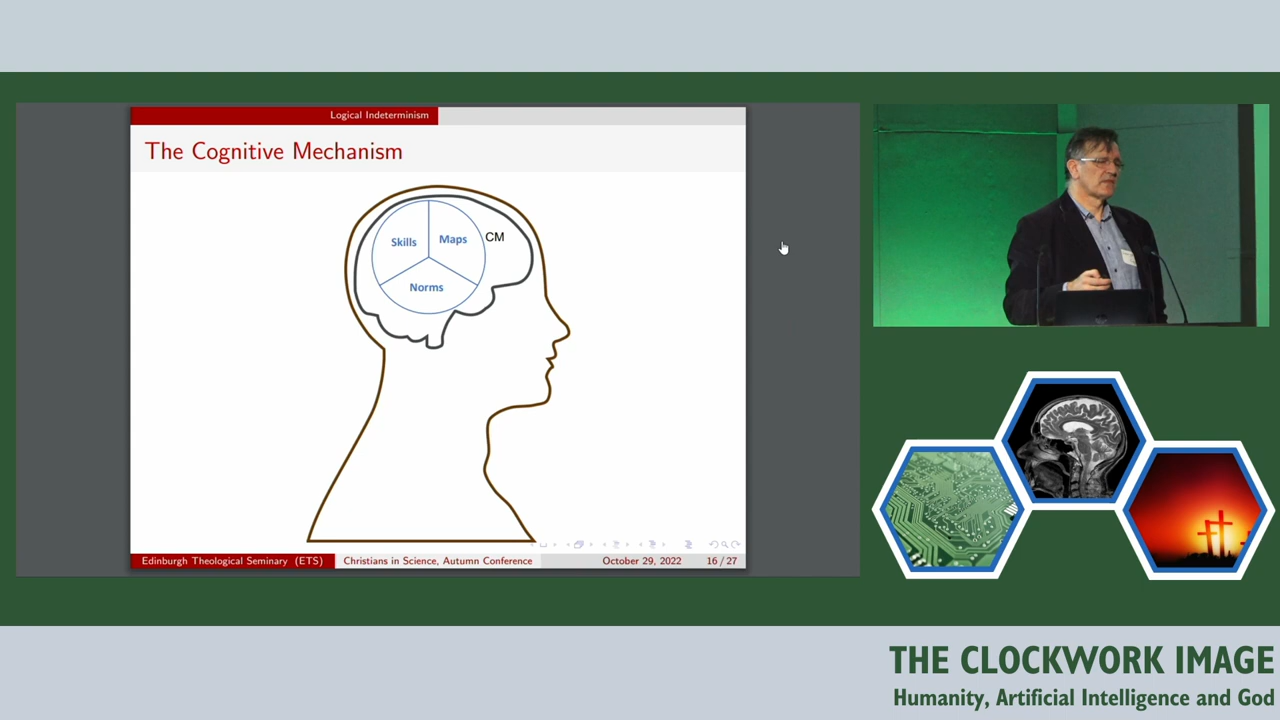 Logical Indeterminism
The Cognitive Mechanism
Skills
Maps
CM
Norms
Edinburgh Theological Seminary (ETS)
Christians in Science, Autumn Conference
October 29, 2022
16 / 27
THE CLOCKWORK IMAGE
Humanity, Artificial Intelligence and God